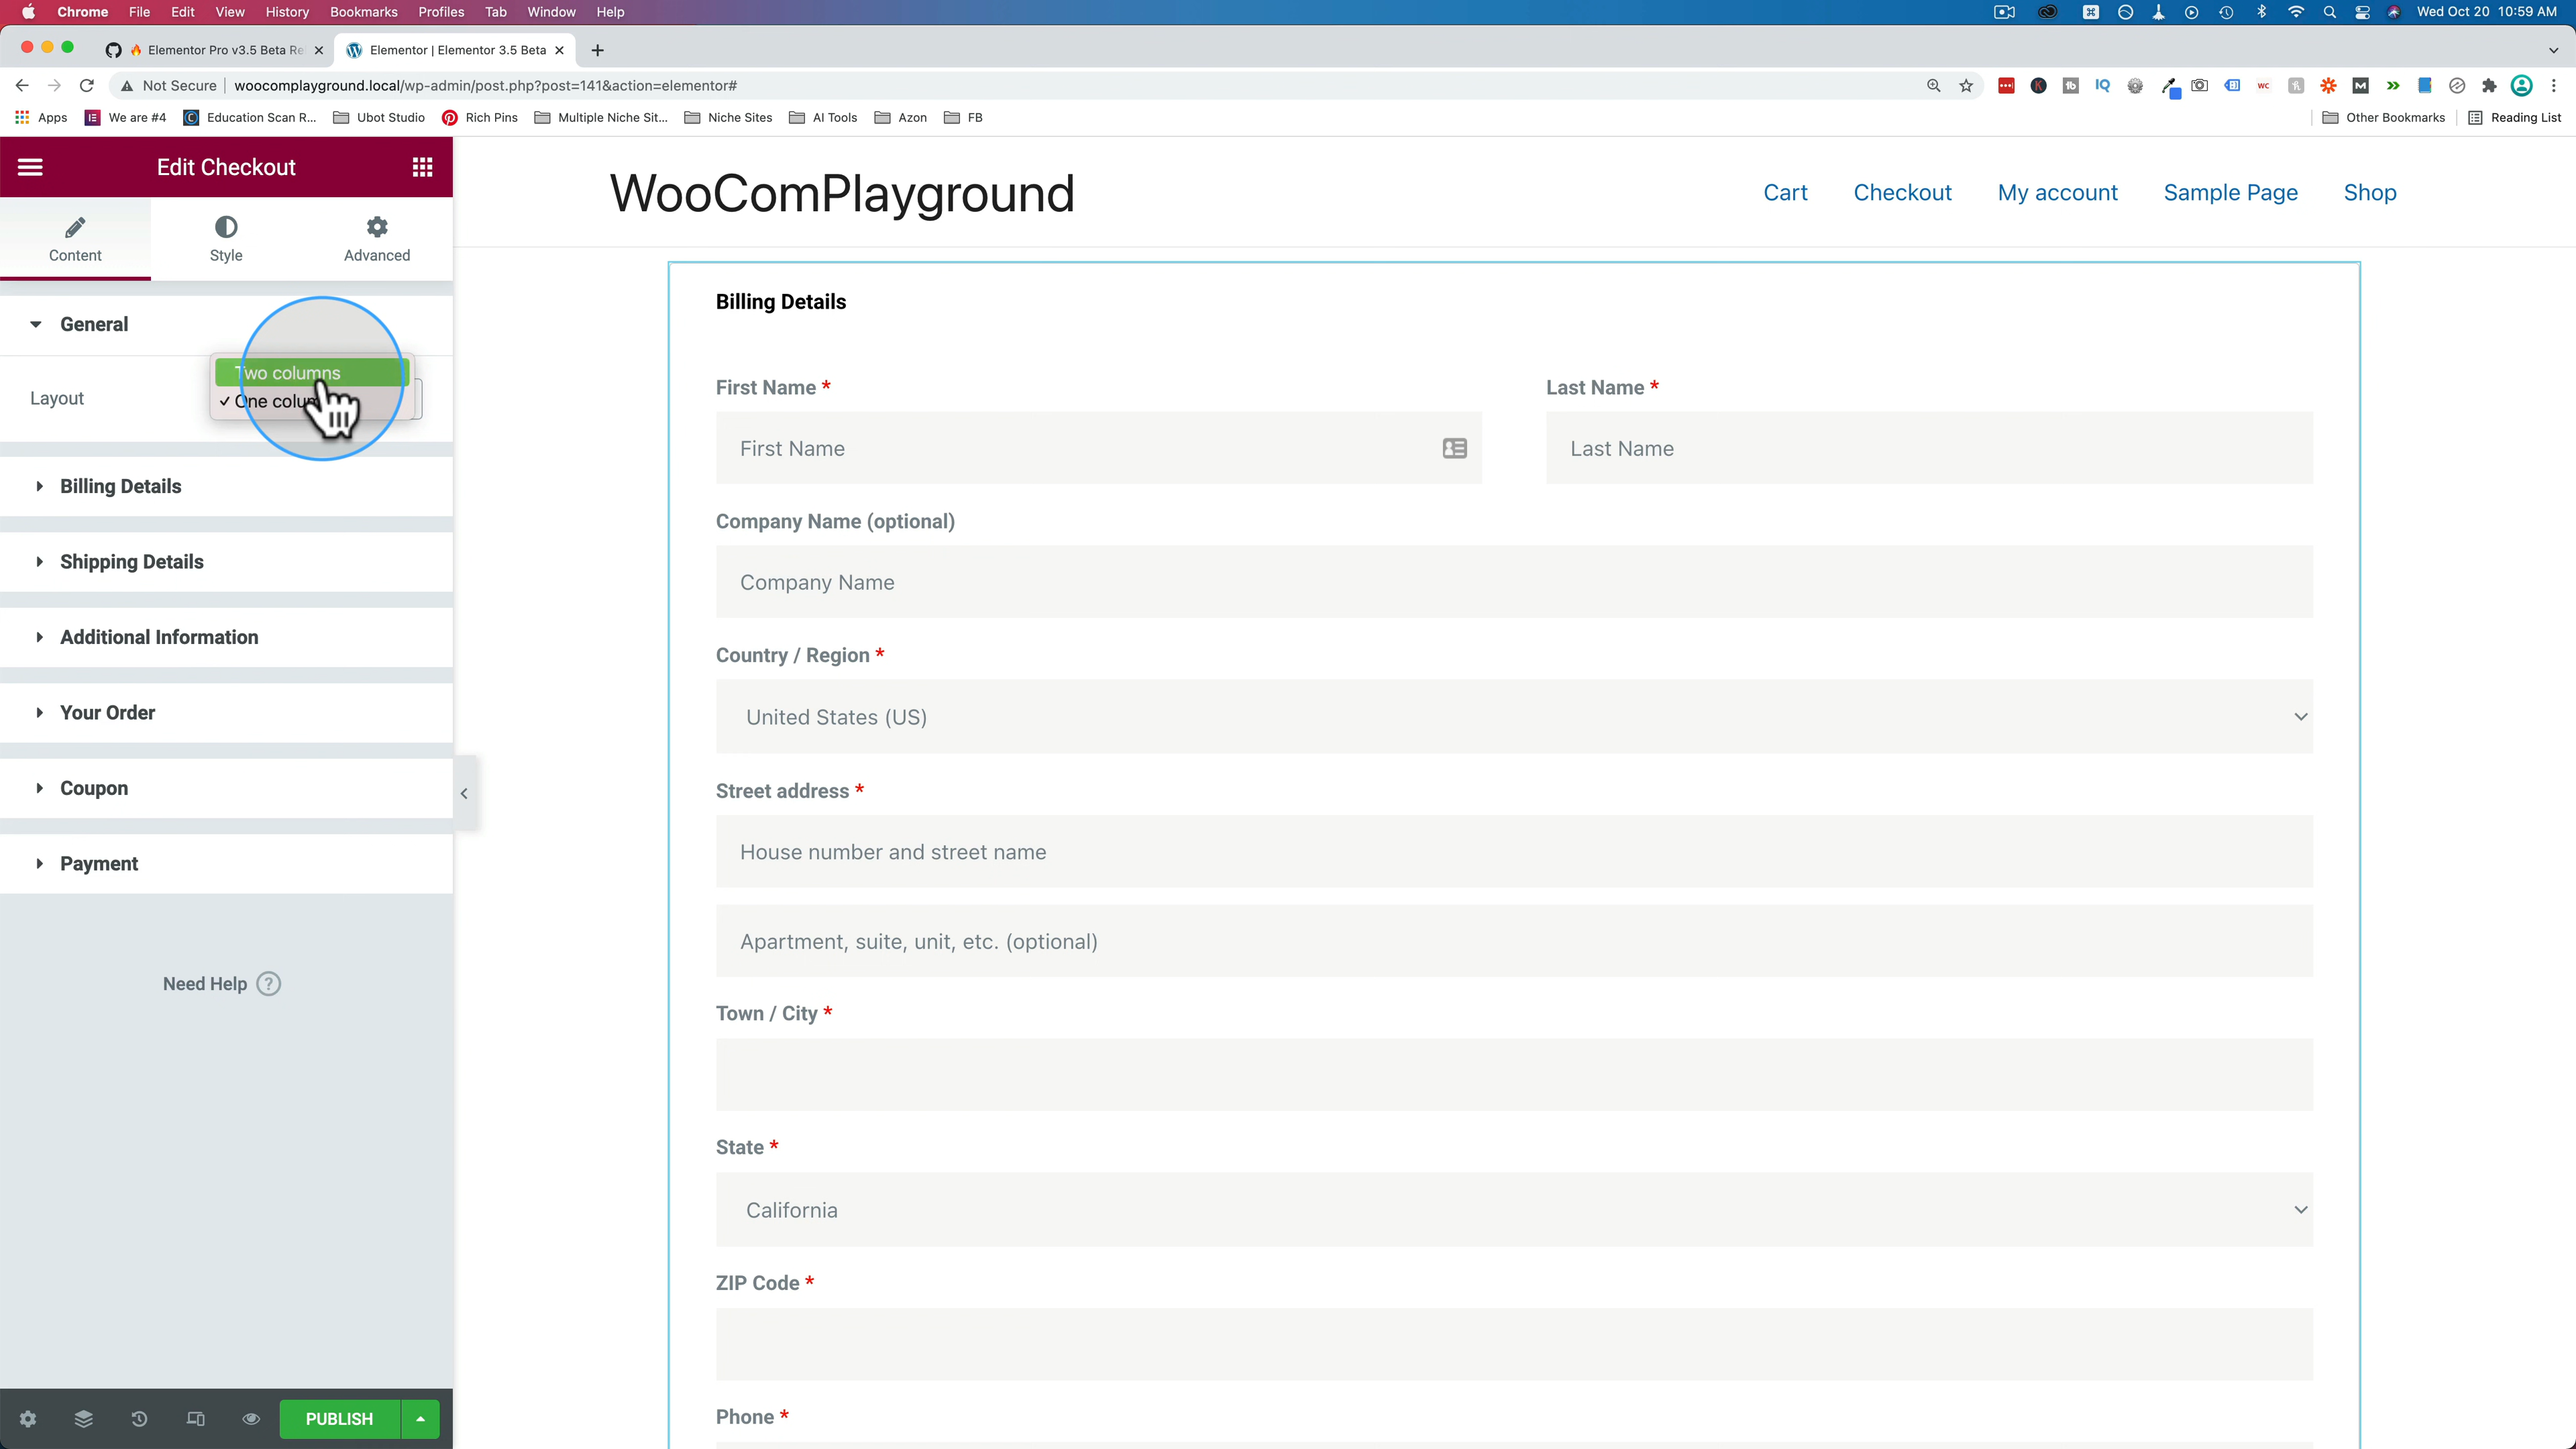 Chrome File Edit View History Bookmarks Profiles Tab Window Help Wed Oct 20 10:59 AM
Elementor Pro v3.5 Beta Re Elementor | Elementor 3.5 Beta
Not Secure woocomplayground.local/wp-admin/post.php?post=141&action=elementor#
Apps We are #4 Education Scan R... Ubot Studio Rich Pins Multiple Niche Sit... Niche Sites AI Tools Azon FB Other Bookmarks Reading List
Edit Checkout
Content Style Advanced
General
Two columns
Layout
One colum
Billing Details
Shipping Details
Additional Information
Your Order
Coupon
Payment
Need Help ?
PUBLISH
WooComPlayground
Cart Checkout My account Sample Page Shop
Billing Details
First Name * Last Name *
First Name Last Name
Company Name (optional)
Company Name
Country / Region *
United States (US)
Street address *
House number and street name
Apartment, suite, unit, etc. (optional)
Town / City *
State *
California
ZIP Code *
Phone *